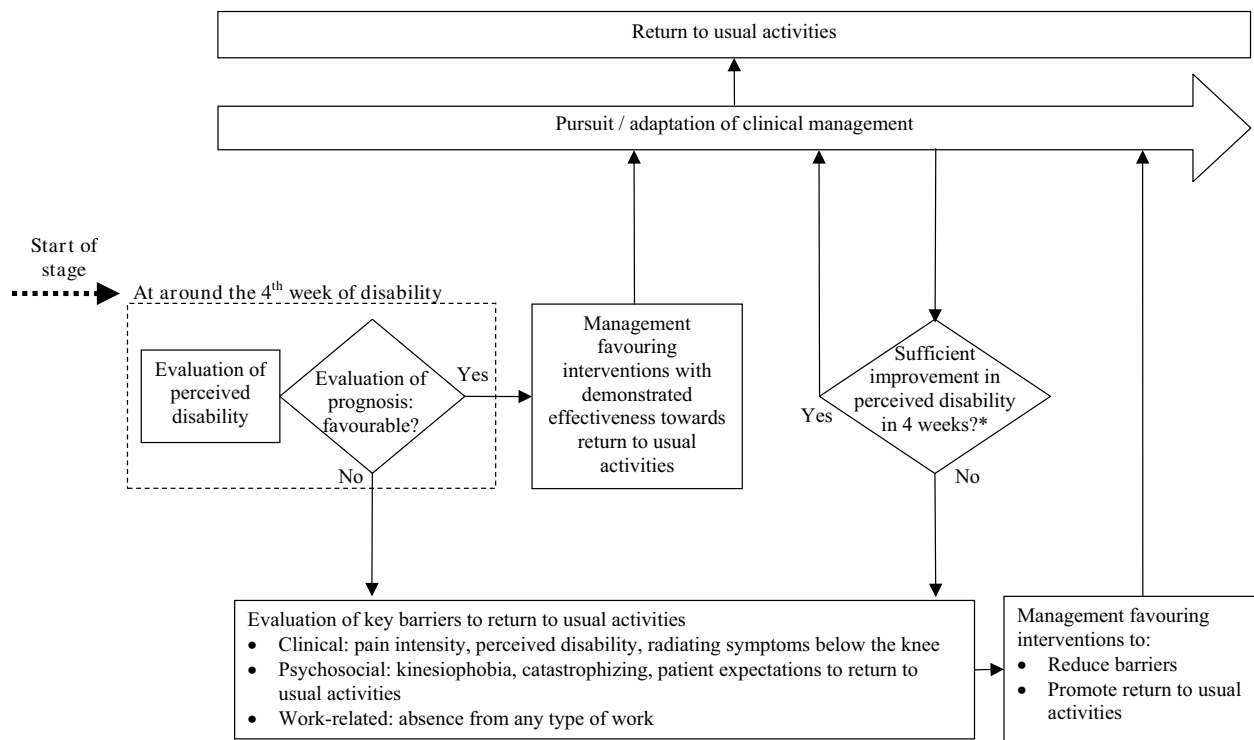 Return to usual activities
Pursuit / adaptation of clinical management
Start of
stage
At around the 4th week of disability
Evaluation of
perceived
disability
Evaluation of
prognosis:
favourable?
Yes
No
Management
favouring
interventions with
demonstrated
effectiveness towards
return to usual
activities
Sufficient
improvement in
perceived disability
in 4 weeks?*
Yes
No
Evaluation of key barriers to return to usual activities
• Clinical: pain intensity, perceived disability, radiating symptoms below the knee
• Psychosocial: kinesiophobia, catastrophizing, patient expectations to return to
usual activities
• Work-related: absence from any type of work
Management favouring
interventions to:
• Reduce barriers
• Promote return to usual
activities